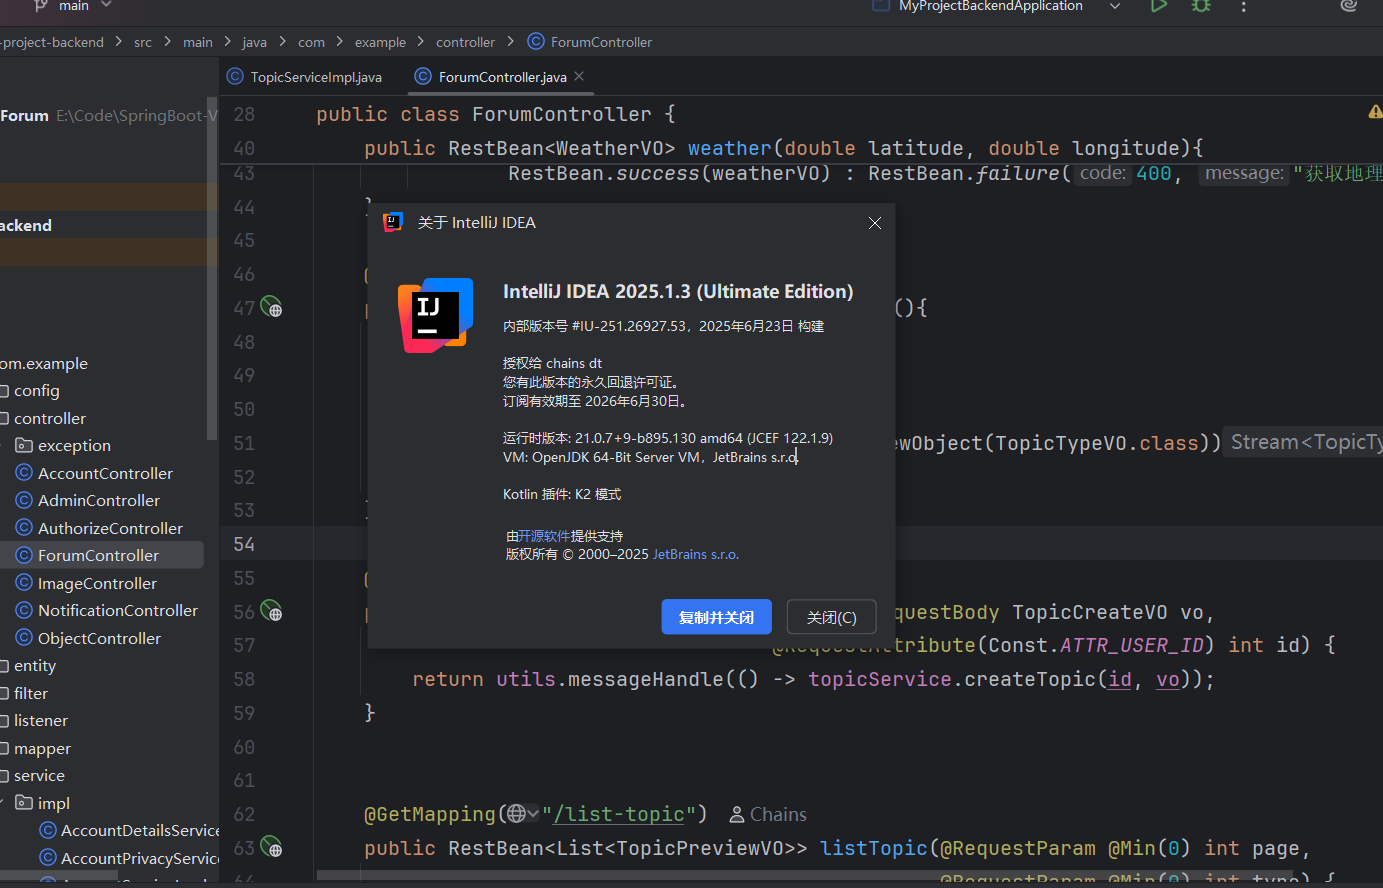 main
MyProjectBackendApplication
-project-backend > src > main > java > com > example > controller > ForumController
TopicServiceImpl.java
ForumController.java
Forum E:\Code\SpringBoot-V
ackend
om.example
config
controller
exception
AccountController
AdminController
AuthorizeController
ForumController
ImageController
NotificationController
ObjectController
entity
filter
listener
mapper
service
impl
AccountDetailsService
AccountPrivacyService
28 public class ForumController {
40 public RestBean<WeatherVO> weather(double latitude, double longitude){
43 RestBean.success(weatherVO) : RestBean.failure( code: 400, message: "获取地理
44 }
45
46 @
47 (){
48
49
50
51 ewObject(TopicTypeVO.class)) Stream<TopicTy
52
53
54
55 @
56 questBody TopicCreateVO vo,
57 @RequestAttribute(Const.ATTR_USER_ID) int id) {
58 return utils.messageHandle(() -> topicService.createTopic(id, vo));
59 }
60
61
62 @GetMapping("/list-topic") Chains
63 public RestBean<List<TopicPreviewVO>> listTopic(@RequestParam @Min(0) int page,
64 @RequestParam @Min(0) int type) {
关于 IntelliJ IDEA
IJ
IntelliJ IDEA 2025.1.3 (Ultimate Edition)
内部版本号 #IU-251.26927.53，2025年6月23日 构建
授权给 chains dt
您有此版本的永久回退许可证。
订阅有效期至 2026年6月30日。
运行时版本: 21.0.7+9-b895.130 amd64 (JCEF 122.1.9)
VM: OpenJDK 64-Bit Server VM，JetBrains s.r.o.
Kotlin 插件: K2 模式
由开源软件提供支持
版权所有 © 2000–2025 JetBrains s.r.o.
复制并关闭
关闭(C)